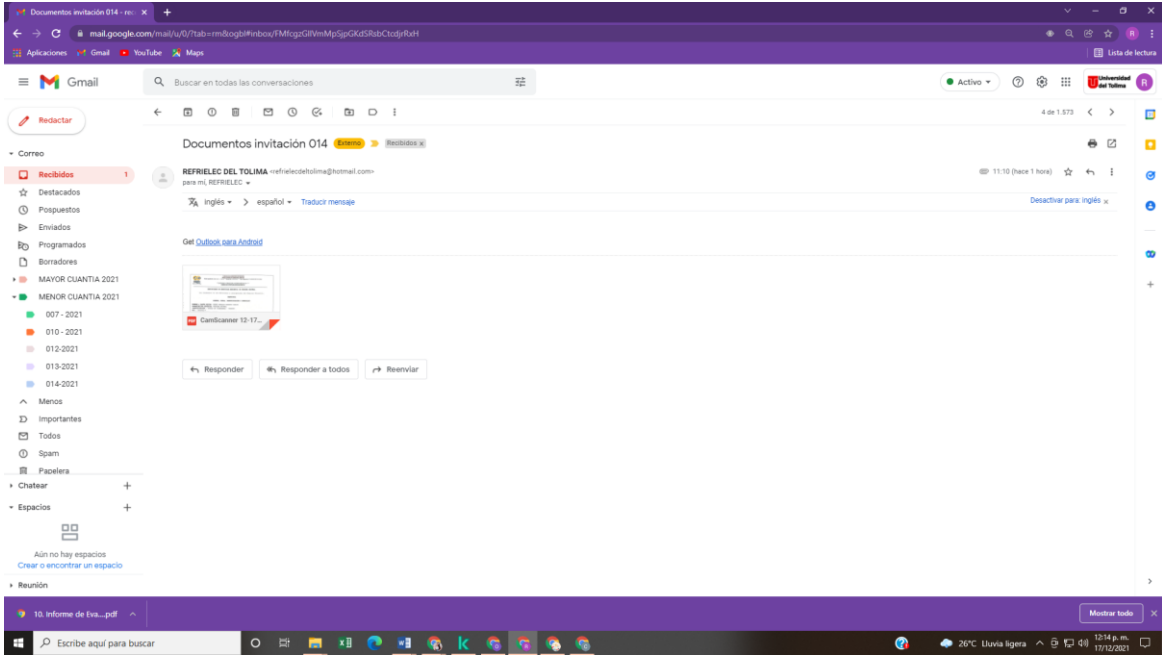 Documentos invitación 014 - rec
mail.google.com/mail/u/0/?tab=rm&ogbl#inbox/FMfcgzGllVmMpSjpGKdSRsbCtcdjrRxH
Aplicaciones Gmail YouTube Maps Lista de lectura
Gmail
Buscar en todas las conversaciones
Activo
Universidad del Tolima
R
Redactar
4 de 1.573
Documentos invitación 014 Externo Recibidos x
Correo
Recibidos 1
REFRIELEC DEL TOLIMA <refrielecdeltolima@hotmail.com>
11:10 (hace 1 hora)
para mí, REFRIELEC
Destacados
inglés > español Traducir mensaje
Desactivar para: inglés x
Pospuestos
Enviados
Programados
Get Outlook para Android
Borradores
MAYOR CUANTIA 2021
MENOR CUANTIA 2021
007 - 2021
010 - 2021
PDF CamScanner 12-17...
012-2021
013-2021
Responder Responder a todos Reenviar
014-2021
Menos
Importantes
Todos
Spam
Papelera
Chatear +
Espacios +
Aún no hay espacios
Crear o encontrar un espacio
Reunión
10. Informe de Eva....pdf
Mostrar todo
Escribe aquí para buscar
26°C Lluvia ligera
12:14 p. m.
17/12/2021